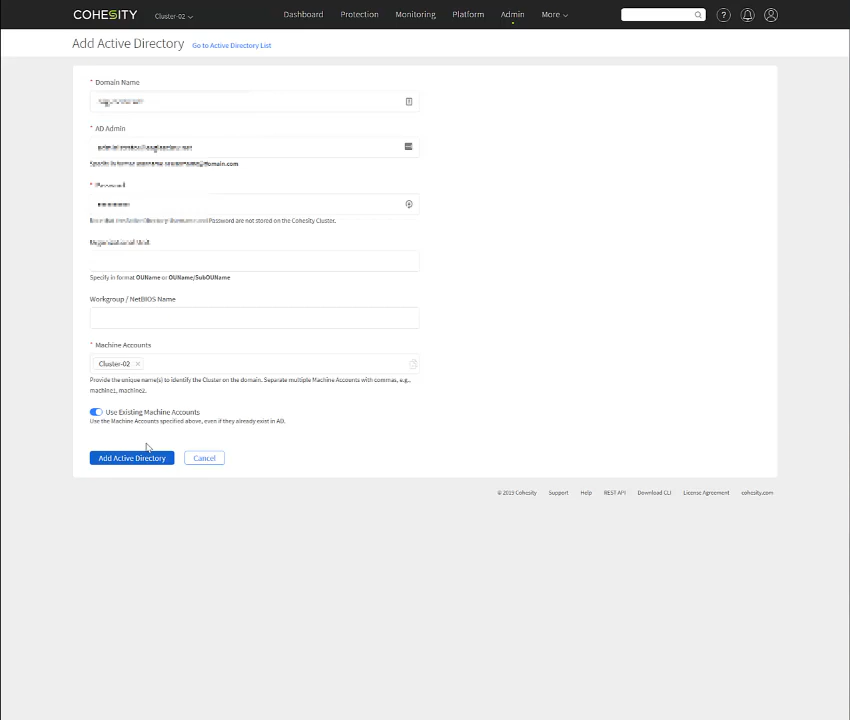 COHESITY
Cluster-02
Dashboard
Protection
Monitoring
Platform
Admin
More
Add Active Directory
Go to Active Directory List
* Domain Name
* AD Admin
@domain.com
* Password
Password are not stored on the Cohesity Cluster.
Organizational Unit
Specify in format OUName or OUName/SubOUName
Workgroup / NetBIOS Name
* Machine Accounts
Cluster-02 ×
Provide the unique name(s) to identify the Cluster on the domain. Separate multiple Machine Accounts with commas, e.g.,
machine1, machine2.
Use Existing Machine Accounts
Use the Machine Accounts specified above, even if they already exist in AD.
Add Active Directory
Cancel
© 2019 Cohesity
Support
Help
REST API
Download CLI
License Agreement
cohesity.com